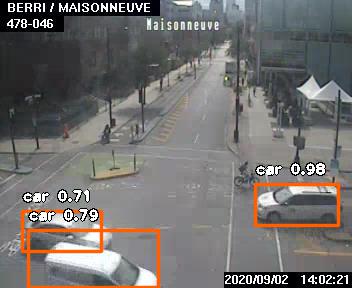 BERRI / MAISONNEUVE
478-046
Maisonneuve
car 0.98
car 0.71
car 0.79
2020/09/02 14:02:21